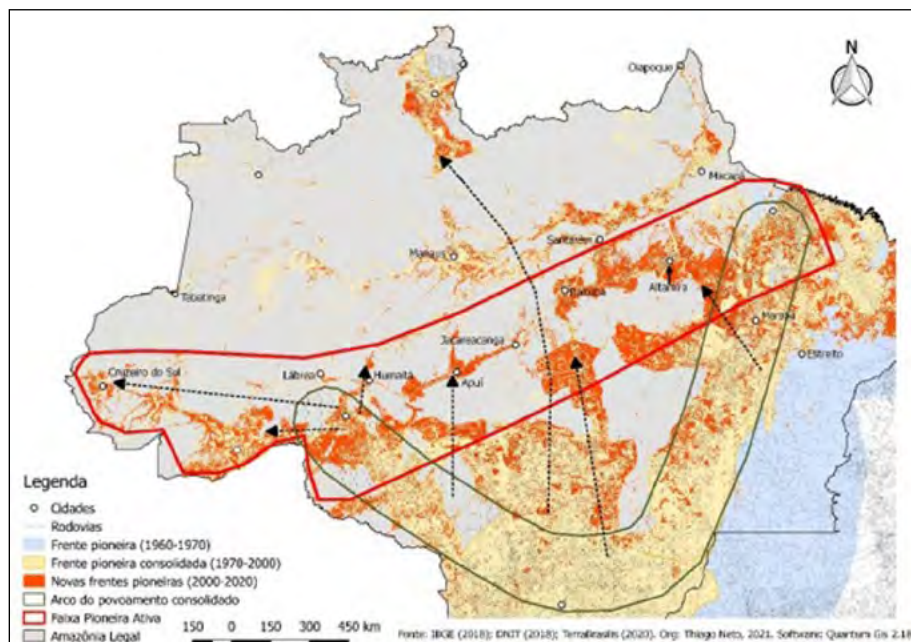 N
Oiapoque
Macapá
Santarém
Manaus
Itaituba
Altamira
Tabatinga
Marabá
Jacareacanga
Estreito
Cruzeiro do Sul
Lábrea
Humaitá
Apuí
Legenda
Cidades
Rodovias
Frente pioneira (1960-1970)
Frente pioneira consolidada (1970-2000)
Novas frentes pioneiras (2000-2020)
Arco do povoamento consolidado
Faixa Pioneira Ativa
Amazônia Legal
150 0 150 300 450 km
Fonte: IBGE (2018); DNIT (2018); TerraBrasilis (2020). Org: Thiago Neto, 2021. Software: Quantum Gis 2.18